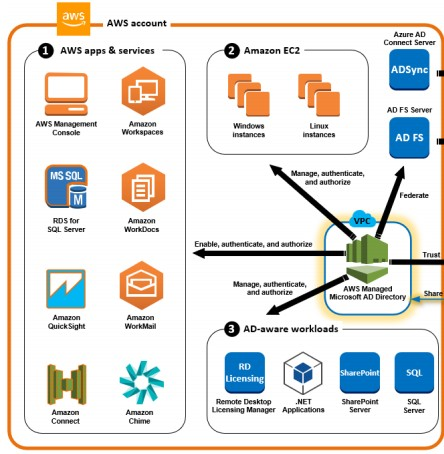 aws
AWS account
1 AWS apps & services
AWS Management
Console
Amazon
Workspaces
MS SQL
M
RDS for
SQL Server
Amazon
WorkDocs
Amazon
QuickSight
Amazon
WorkMail
Amazon
Connect
Amazon
Chime
2 Amazon EC2
Windows
instances
Linux
instances
Azure AD
Connect Server
ADSync
AD FS Server
AD FS
Manage, authenticate,
and authorize
Federate
VPC
Enable, authenticate, and authorize
Trust
AWS Managed
Microsoft AD Directory
Share
Manage, authenticate,
and authorize
3 AD-aware workloads
RD
Licensing
Remote Desktop
Licensing Manager
.NET
Applications
SharePoint
SharePoint
Server
SQL
SQL
Server